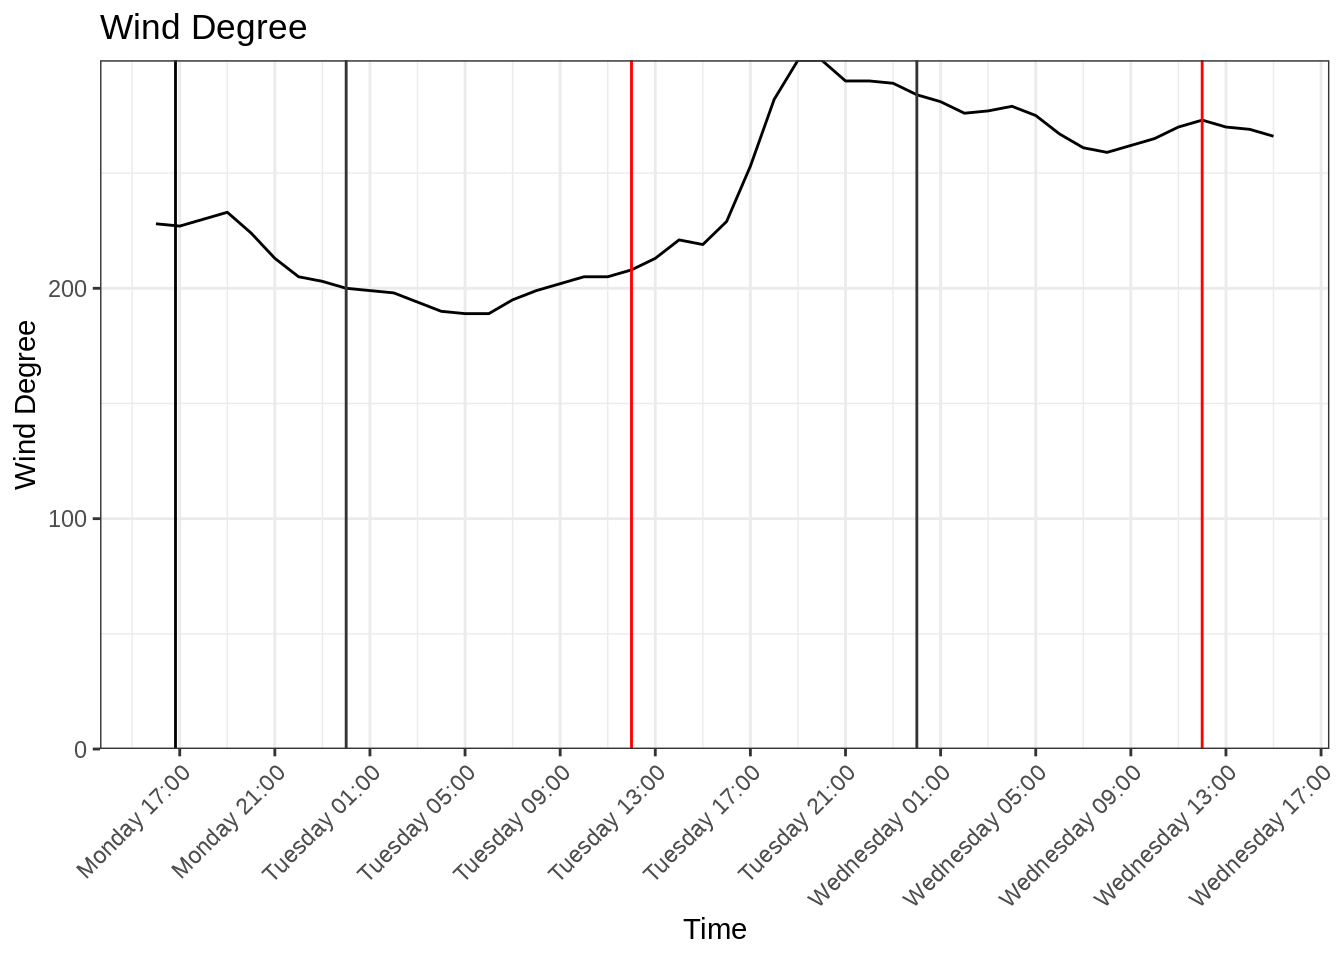 Wind Degree
Wind Degree
200
100
0
Monday 17:00
Monday 21:00
Tuesday 01:00
Tuesday 05:00
Tuesday 09:00
Tuesday 13:00
Tuesday 17:00
Tuesday 21:00
Wednesday 01:00
Wednesday 05:00
Wednesday 09:00
Wednesday 13:00
Wednesday 17:00
Time